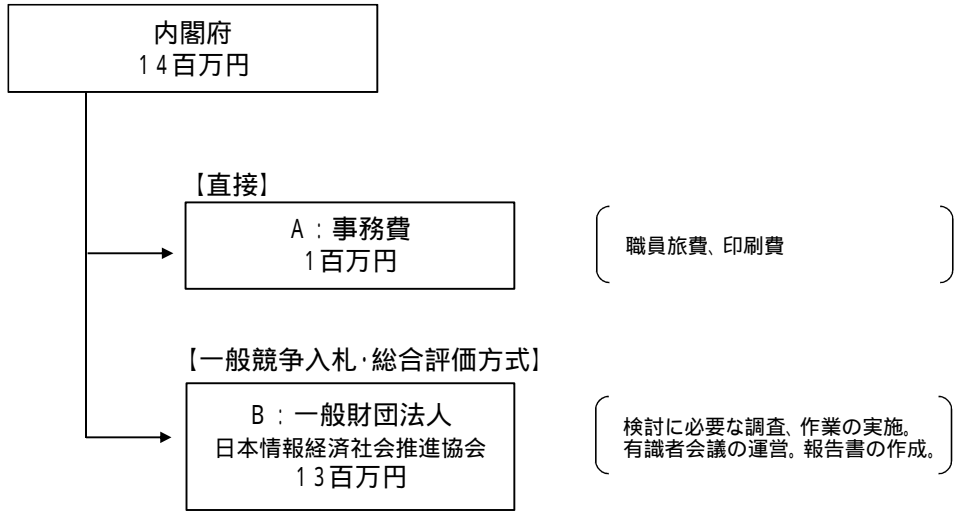 内閣府
14百万円
【直接】
A:事務費
1百万円
職員旅費、印刷費
【一般競争入札・総合評価方式】
B:一般財団法人
日本情報経済社会推進協会
13百万円
検討に必要な調査、作業の実施。
有識者会議の運営。報告書の作成。